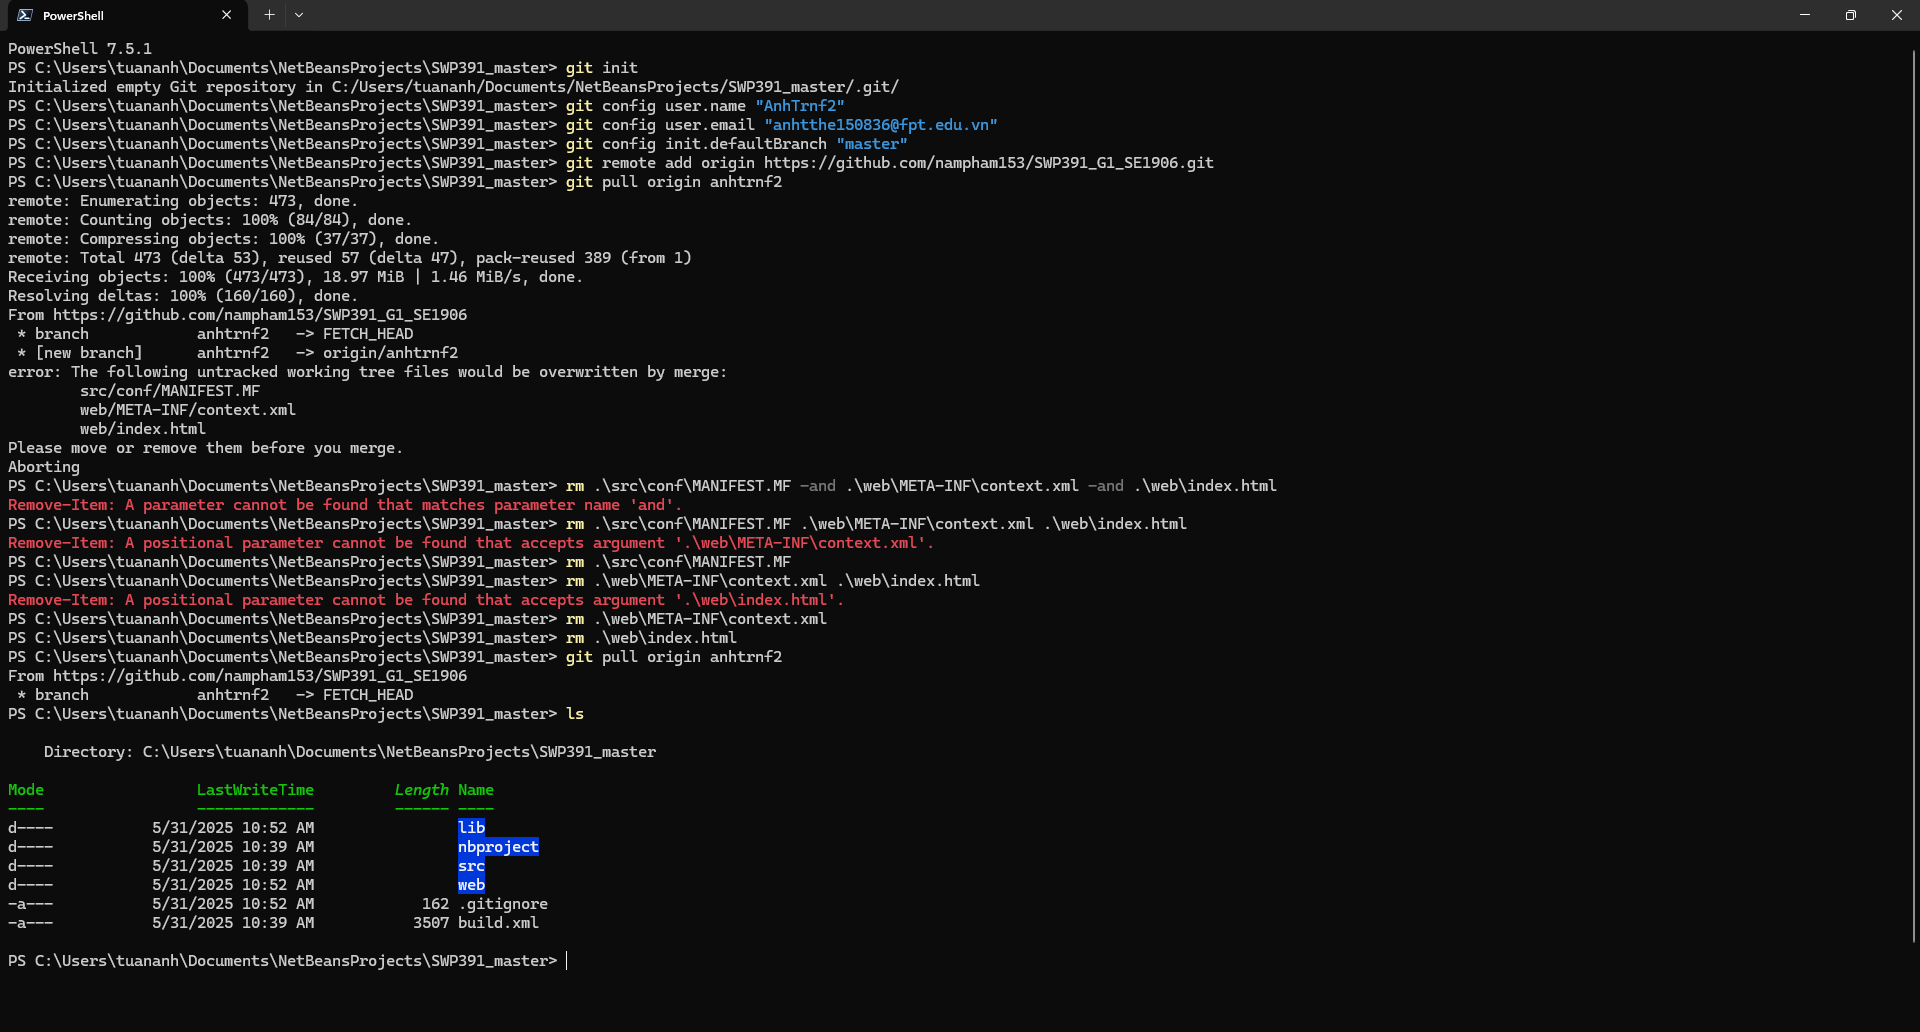 PowerShell
PowerShell 7.5.1
PS C:\Users\tuananh\Documents\NetBeansProjects\SWP391_master> git init
Initialized empty Git repository in C:/Users/tuananh/Documents/NetBeansProjects/SWP391_master/.git/
PS C:\Users\tuananh\Documents\NetBeansProjects\SWP391_master> git config user.name "AnhTrnf2"
PS C:\Users\tuananh\Documents\NetBeansProjects\SWP391_master> git config user.email "anhtthe150836@fpt.edu.vn"
PS C:\Users\tuananh\Documents\NetBeansProjects\SWP391_master> git config init.defaultBranch "master"
PS C:\Users\tuananh\Documents\NetBeansProjects\SWP391_master> git remote add origin https://github.com/nampham153/SWP391_G1_SE1906.git
PS C:\Users\tuananh\Documents\NetBeansProjects\SWP391_master> git pull origin anhtrnf2
remote: Enumerating objects: 473, done.
remote: Counting objects: 100% (84/84), done.
remote: Compressing objects: 100% (37/37), done.
remote: Total 473 (delta 53), reused 57 (delta 47), pack-reused 389 (from 1)
Receiving objects: 100% (473/473), 18.97 MiB | 1.46 MiB/s, done.
Resolving deltas: 100% (160/160), done.
From https://github.com/nampham153/SWP391_G1_SE1906
 * branch            anhtrnf2   -> FETCH_HEAD
 * [new branch]      anhtrnf2   -> origin/anhtrnf2
error: The following untracked working tree files would be overwritten by merge:
        src/conf/MANIFEST.MF
        web/META-INF/context.xml
        web/index.html
Please move or remove them before you merge.
Aborting
PS C:\Users\tuananh\Documents\NetBeansProjects\SWP391_master> rm .\src\conf\MANIFEST.MF -and .\web\META-INF\context.xml -and .\web\index.html
Remove-Item: A parameter cannot be found that matches parameter name 'and'.
PS C:\Users\tuananh\Documents\NetBeansProjects\SWP391_master> rm .\src\conf\MANIFEST.MF .\web\META-INF\context.xml .\web\index.html
Remove-Item: A positional parameter cannot be found that accepts argument '.\web\META-INF\context.xml'.
PS C:\Users\tuananh\Documents\NetBeansProjects\SWP391_master> rm .\src\conf\MANIFEST.MF
PS C:\Users\tuananh\Documents\NetBeansProjects\SWP391_master> rm .\web\META-INF\context.xml .\web\index.html
Remove-Item: A positional parameter cannot be found that accepts argument '.\web\index.html'.
PS C:\Users\tuananh\Documents\NetBeansProjects\SWP391_master> rm .\web\META-INF\context.xml
PS C:\Users\tuananh\Documents\NetBeansProjects\SWP391_master> rm .\web\index.html
PS C:\Users\tuananh\Documents\NetBeansProjects\SWP391_master> git pull origin anhtrnf2
From https://github.com/nampham153/SWP391_G1_SE1906
 * branch            anhtrnf2   -> FETCH_HEAD
PS C:\Users\tuananh\Documents\NetBeansProjects\SWP391_master> ls
    Directory: C:\Users\tuananh\Documents\NetBeansProjects\SWP391_master
Mode                 LastWriteTime         Length Name
----                 -------------         ------ ----
d----           5/31/2025 10:52 AM                lib
d----           5/31/2025 10:39 AM                nbproject
d----           5/31/2025 10:39 AM                src
d----           5/31/2025 10:52 AM                web
-a---           5/31/2025 10:52 AM            162 .gitignore
-a---           5/31/2025 10:39 AM           3507 build.xml
PS C:\Users\tuananh\Documents\NetBeansProjects\SWP391_master>